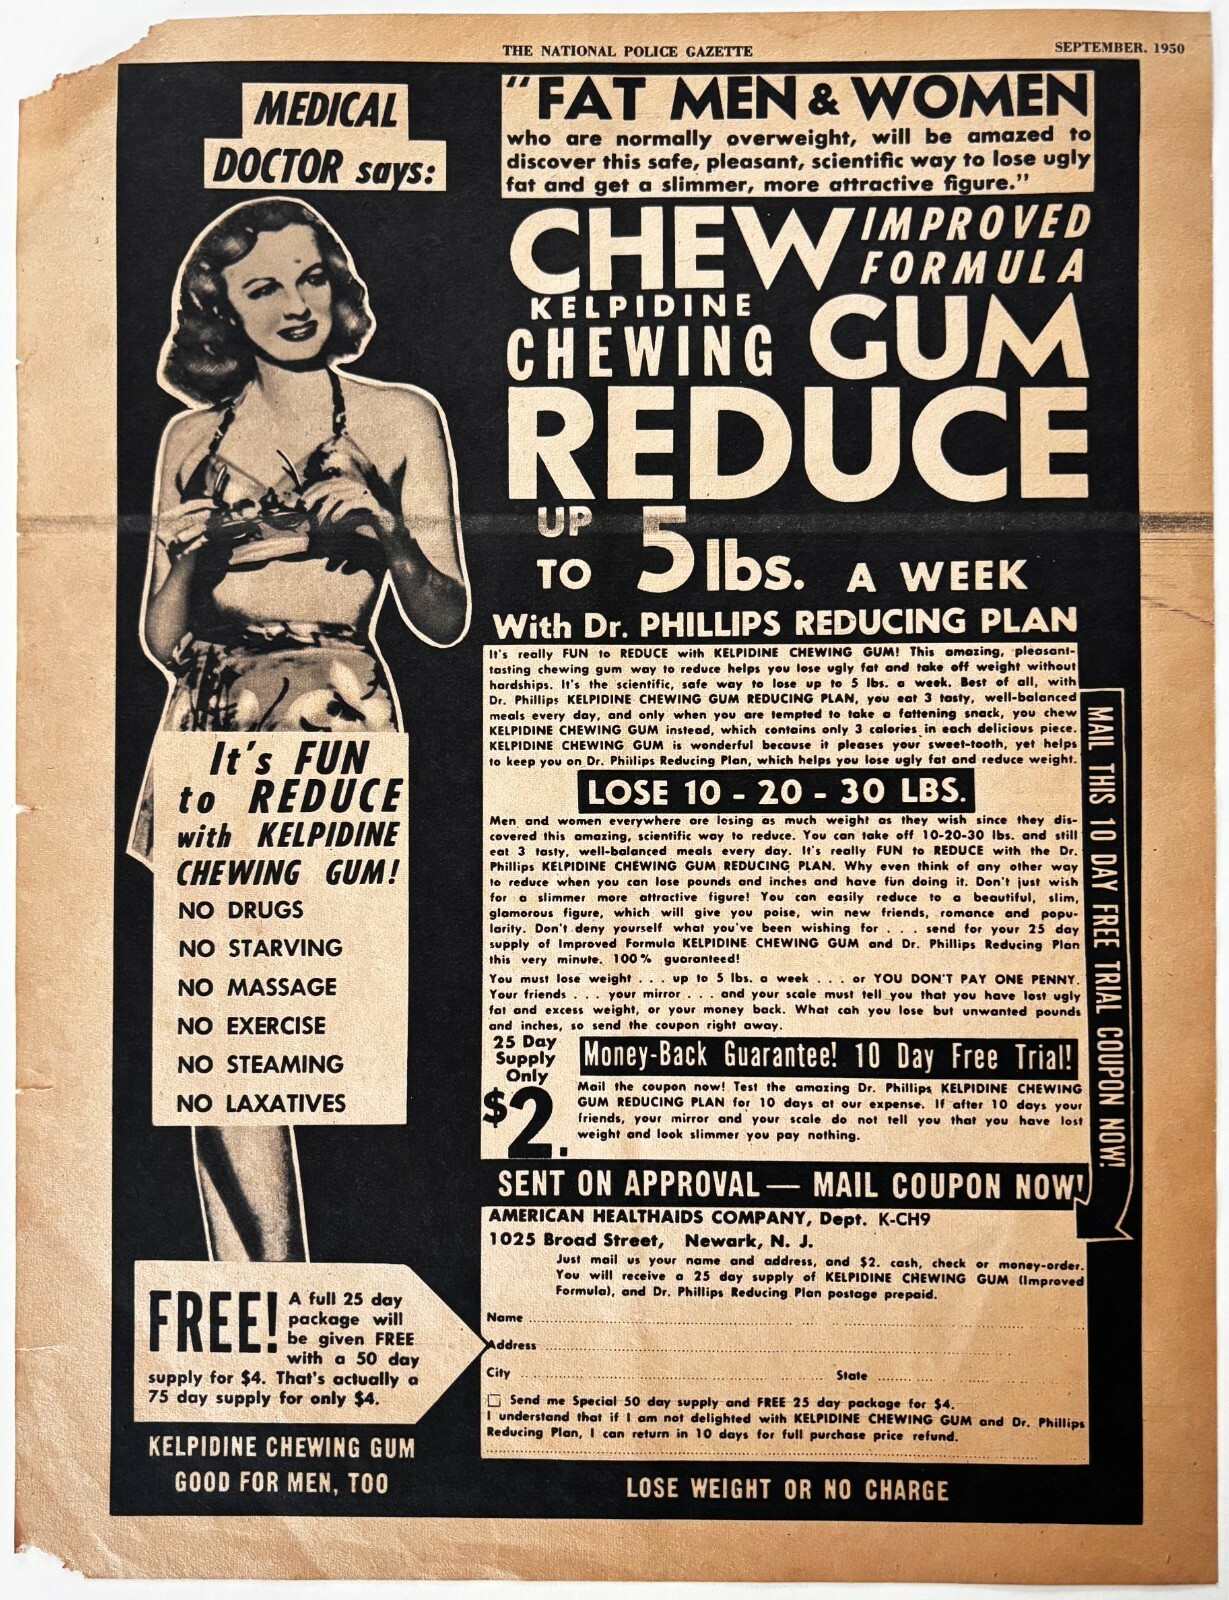 THE NATIONAL POLICE GAZETTE
SEPTEMBER, 1950
MEDICAL
DOCTOR says:
"FAT MEN & WOMEN
who are normally overweight, will be amazed to
discover this safe, pleasant, scientific way to lose ugly
fat and get a slimmer, more attractive figure."
CHEW
IMPROVED
FORMULA
KELPIDINE
CHEWING
GUM
REDUCE
UP
TO 5 lbs. A WEEK
With Dr. PHILLIPS REDUCING PLAN
It's really FUN to REDUCE with KELPIDINE CHEWING GUM! This amazing, pleasant-
tasting chewing gum way to reduce helps you lose ugly fat and take off weight without
hardships. It's the scientific, safe way to lose up to 5 lbs. a week. Best of all, with
Dr. Phillips KELPIDINE CHEWING GUM REDUCING PLAN, you eat 3 tasty, well-balanced
meals every day, and only when you are tempted to take a fattening snack, you chew
KELPIDINE CHEWING GUM instead, which contains only 3 calories in each delicious piece.
KELPIDINE CHEWING GUM is wonderful because it pleases your sweet-tooth, yet helps
to keep you on Dr. Phillips Reducing Plan, which helps you lose ugly fat and reduce weight.
LOSE 10 - 20 - 30 LBS.
Men and women everywhere are losing as much weight as they wish since they dis-
covered this amazing, scientific way to reduce. You can take off 10-20-30 lbs. and still
eat 3 tasty, well-balanced meals every day. It's really FUN to REDUCE with the Dr.
Phillips KELPIDINE CHEWING GUM REDUCING PLAN. Why even think of any other way
to reduce when you can lose pounds and inches and have fun doing it. Don't just wish
for a slimmer more attractive figure! You can easily reduce to a beautiful, slim,
glamorous figure, which will give you poise, win new friends, romance and popu-
larity. Don't deny yourself what you've been wishing for . . . send for your 25 day
supply of Improved Formula KELPIDINE CHEWING GUM and Dr. Phillips Reducing Plan
this very minute. 100% guaranteed!
You must lose weight . . . up to 5 lbs. a week . . . or YOU DON'T PAY ONE PENNY.
Your friends . . . your mirror . . . and your scale must tell you that you have lost ugly
fat and excess weight, or your money back. What cah you lose but unwanted pounds
and inches, so send the coupon right away.
25 Day
Supply
Only
$2.
Money-Back Guarantee! 10 Day Free Trial!
Mail the coupon now! Test the amazing Dr. Phillips KELPIDINE CHEWING
GUM REDUCING PLAN for 10 days at our expense. If after 10 days your
friends, your mirror and your scale do not tell you that you have lost
weight and look slimmer you pay nothing.
SENT ON APPROVAL — MAIL COUPON NOW!
MAIL THIS 10 DAY FREE TRIAL COUPON NOW!
AMERICAN HEALTHAIDS COMPANY, Dept. K-CH9
1025 Broad Street, Newark, N. J.
Just mail us your name and address, and $2. cash, check or money-order.
You will receive a 25 day supply of KELPIDINE CHEWING GUM (Improved
Formula), and Dr. Phillips Reducing Plan postage prepaid.
Name
Address
City State
Send me Special 50 day supply and FREE 25 day package for $4.
I understand that if I am not delighted with KELPIDINE CHEWING GUM and Dr. Phillips
Reducing Plan, I can return in 10 days for full purchase price refund.
LOSE WEIGHT OR NO CHARGE
It's FUN
to REDUCE
with KELPIDINE
CHEWING GUM!
NO DRUGS
NO STARVING
NO MASSAGE
NO EXERCISE
NO STEAMING
NO LAXATIVES
FREE!
A full 25 day
package will
be given FREE
with a 50 day
supply for $4. That's actually a
75 day supply for only $4.
KELPIDINE CHEWING GUM
GOOD FOR MEN, TOO